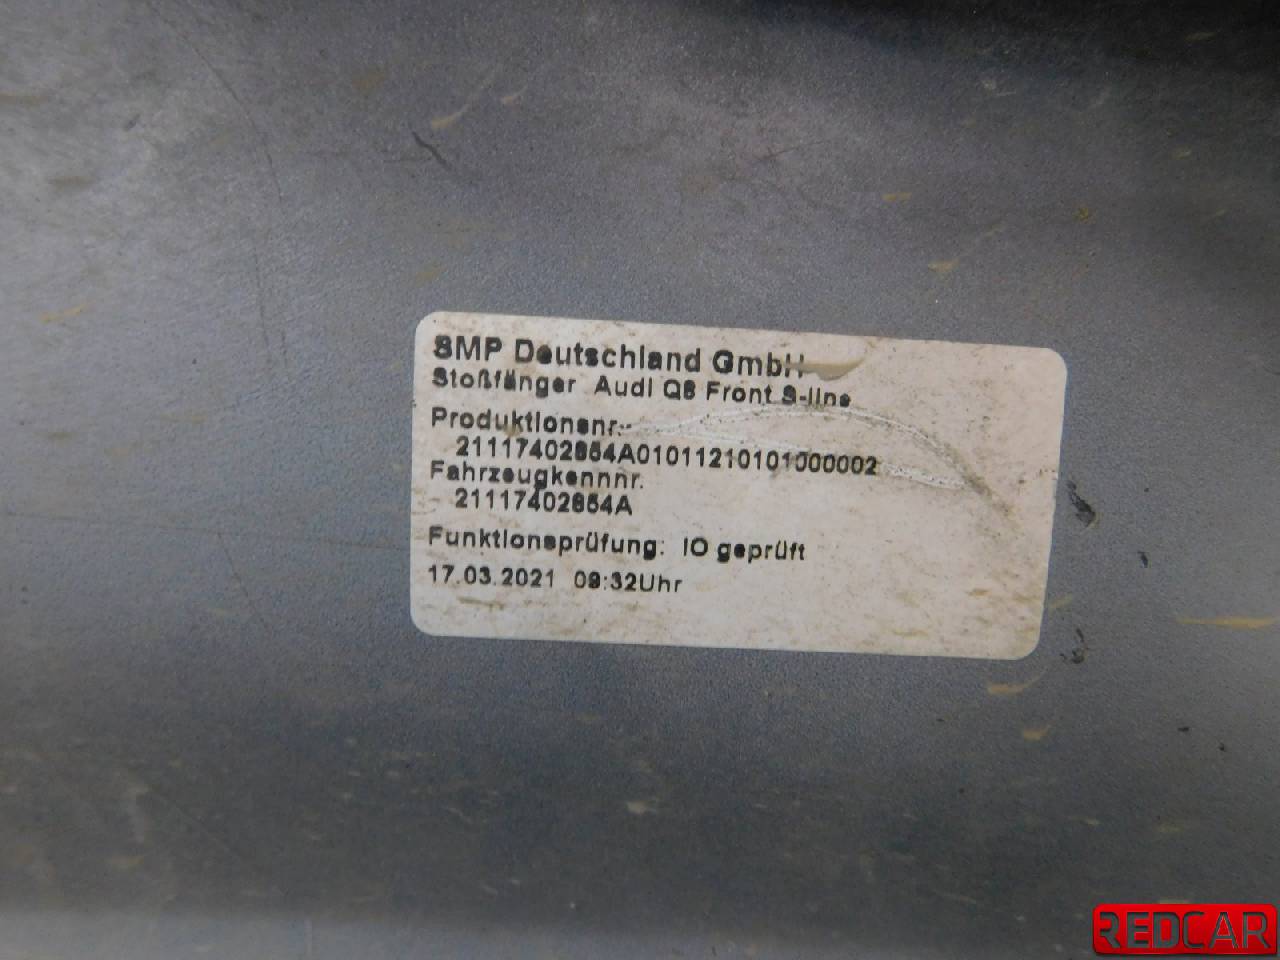 SMP Deutschland GmbH
Stoßfänger Audi Q8 Front S-line
Produktionsnr.:
21117402854A01011210101000002
Fahrzeugkennnr.
21117402854A
Funktionsprüfung: IO geprüft
17.03.2021 09:32Uhr
REDCAR